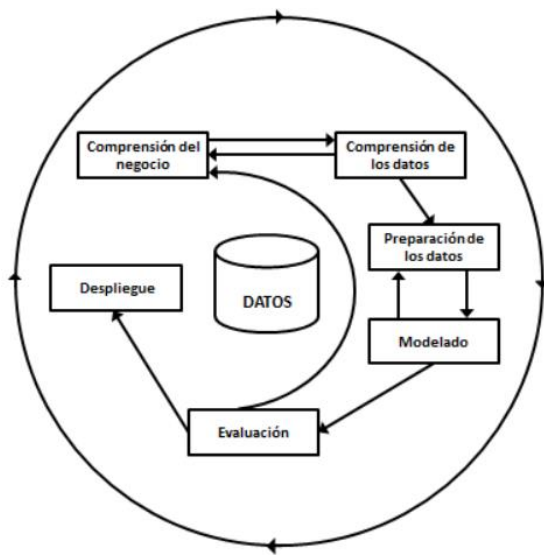 Comprensión del
negocio
Comprensión de
los datos
Preparación de
los datos
Despliegue
DATOS
Modelado
Evaluación